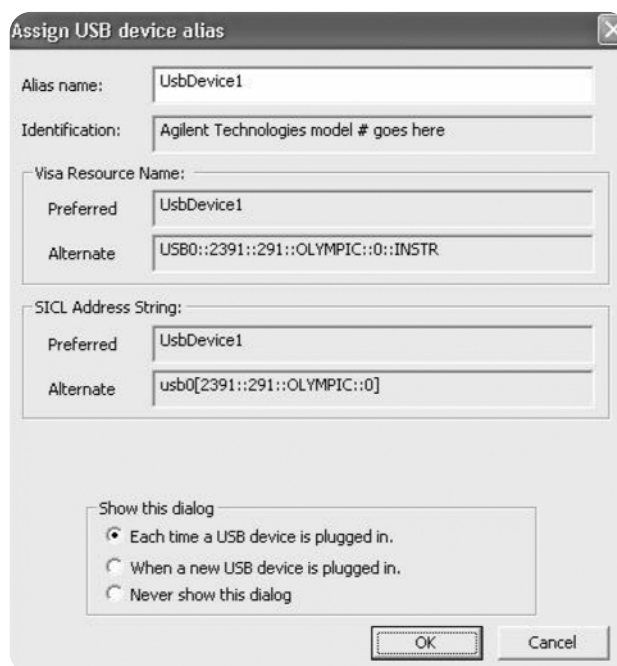 Assign USB device alias
Alias name: UsbDevice1
Identification: Agilent Technologies model # goes here
Visa Resource Name:
Preferred UsbDevice1
Alternate USB0::2391::291::OLYMPIC::0::INSTR
SICL Address String:
Preferred UsbDevice1
Alternate usb0[2391::291::OLYMPIC::0]
Show this dialog
Each time a USB device is plugged in.
When a new USB device is plugged in.
Never show this dialog
OK Cancel